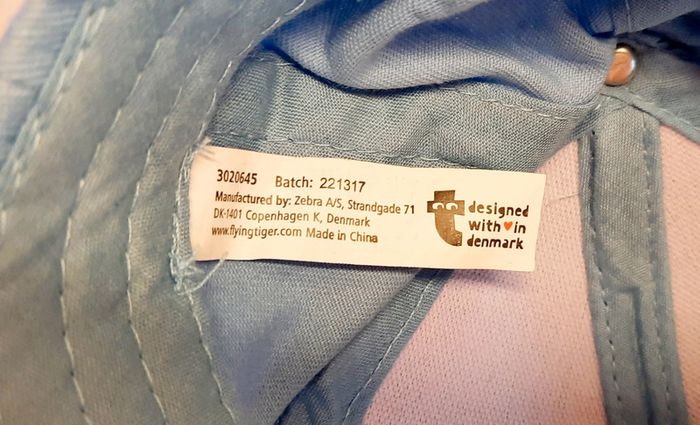 3020645 Batch: 221317
Manufactured by: Zebra A/S, Strandgade 71
DK-1401 Copenhagen K, Denmark
www.flyingtiger.com Made in China
designed
with♥in
denmark